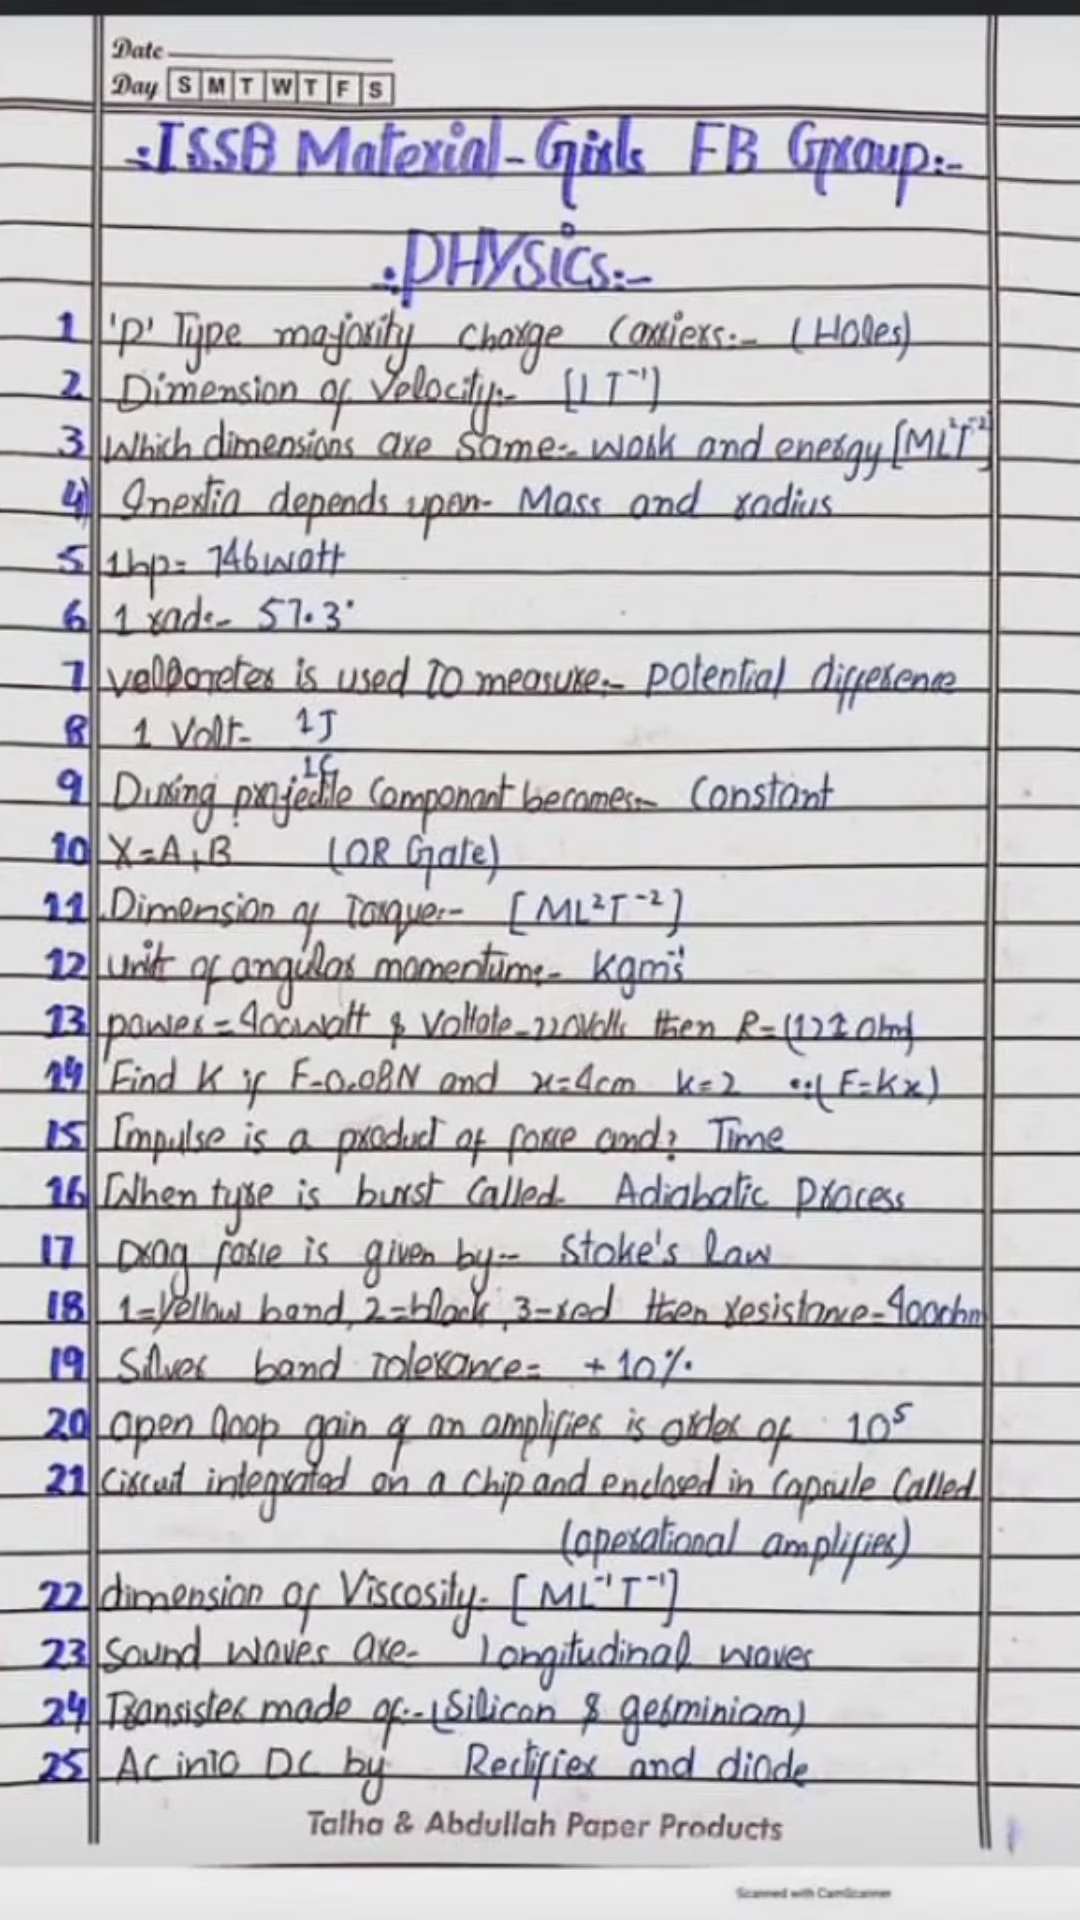 Date
Day S M T W T F S
.:ISSB Material-Girls FB Group:-
.:PHYSICS:-
1 'P' Type majority charge Carriers:- (Holes)
2 Dimension of Velocity:- [LT⁻¹]
3 Which dimensions are Same:- work and energy [ML²T⁻²]
4) Inertia depends upon- Mass and radius
5 1hp= 746watt
6 1 rad:- 57.3°
7 is used To measure:- potential difference
8 1 Volt- 1J
1C
9 During projectile Component becomes:- Constant
10 X=A+B (OR Gate)
11 Dimension of Torque:- [ML²T⁻²]
12 unit of angular momentum:-
13 power=400watt & then
14 Find K if F=0.08N and x=4cm k=2 ∵(F=Kx)
15 Impulse is a product of force and? Time
16 When tyre is burst Called- Adiabatic Process
17 Drag force is given by:- Stoke's law
18 1=yellow band, 2=black, 3=red then resistance=4000hm
19 Silver band Tolerance= +10%.
20 Open loop gain of an amplifier is order of 10⁵
21 Circuit integrated on a chip and enclosed in Capsule Called
(operational amplifier)
22 dimension of Viscosity- [ML⁻¹T⁻¹]
23 Sound waves are- longitudinal waves
24 Transister made of:-(Silicon & germiniam)
25 AC inTo DC by Rectifier and diode
Talha & Abdullah Paper Products
Scanned with CamScanner